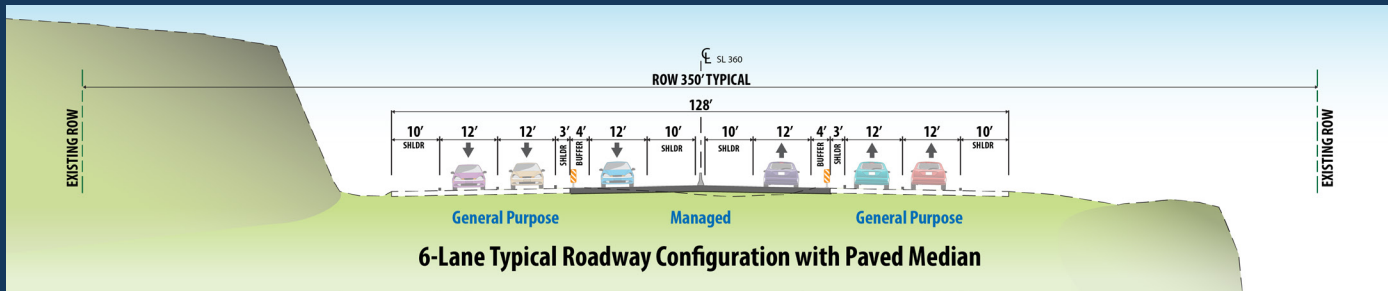 ℄ SL 360
ROW 350' TYPICAL
128'
10' 12' 12' 3' 4' 12' 10' 10' 12' 4' 3' 12' 12' 10'
SHLDR SHLDR BUFFER SHLDR SHLDR BUFFER SHLDR SHLDR
EXISTING ROW
EXISTING ROW
General Purpose Managed General Purpose
6-Lane Typical Roadway Configuration with Paved Median